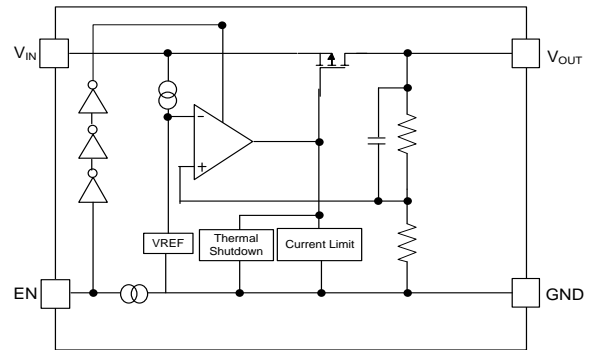 VIN
VOUT
−
+
VREF
Thermal
Shutdown
Current Limit
EN
GND